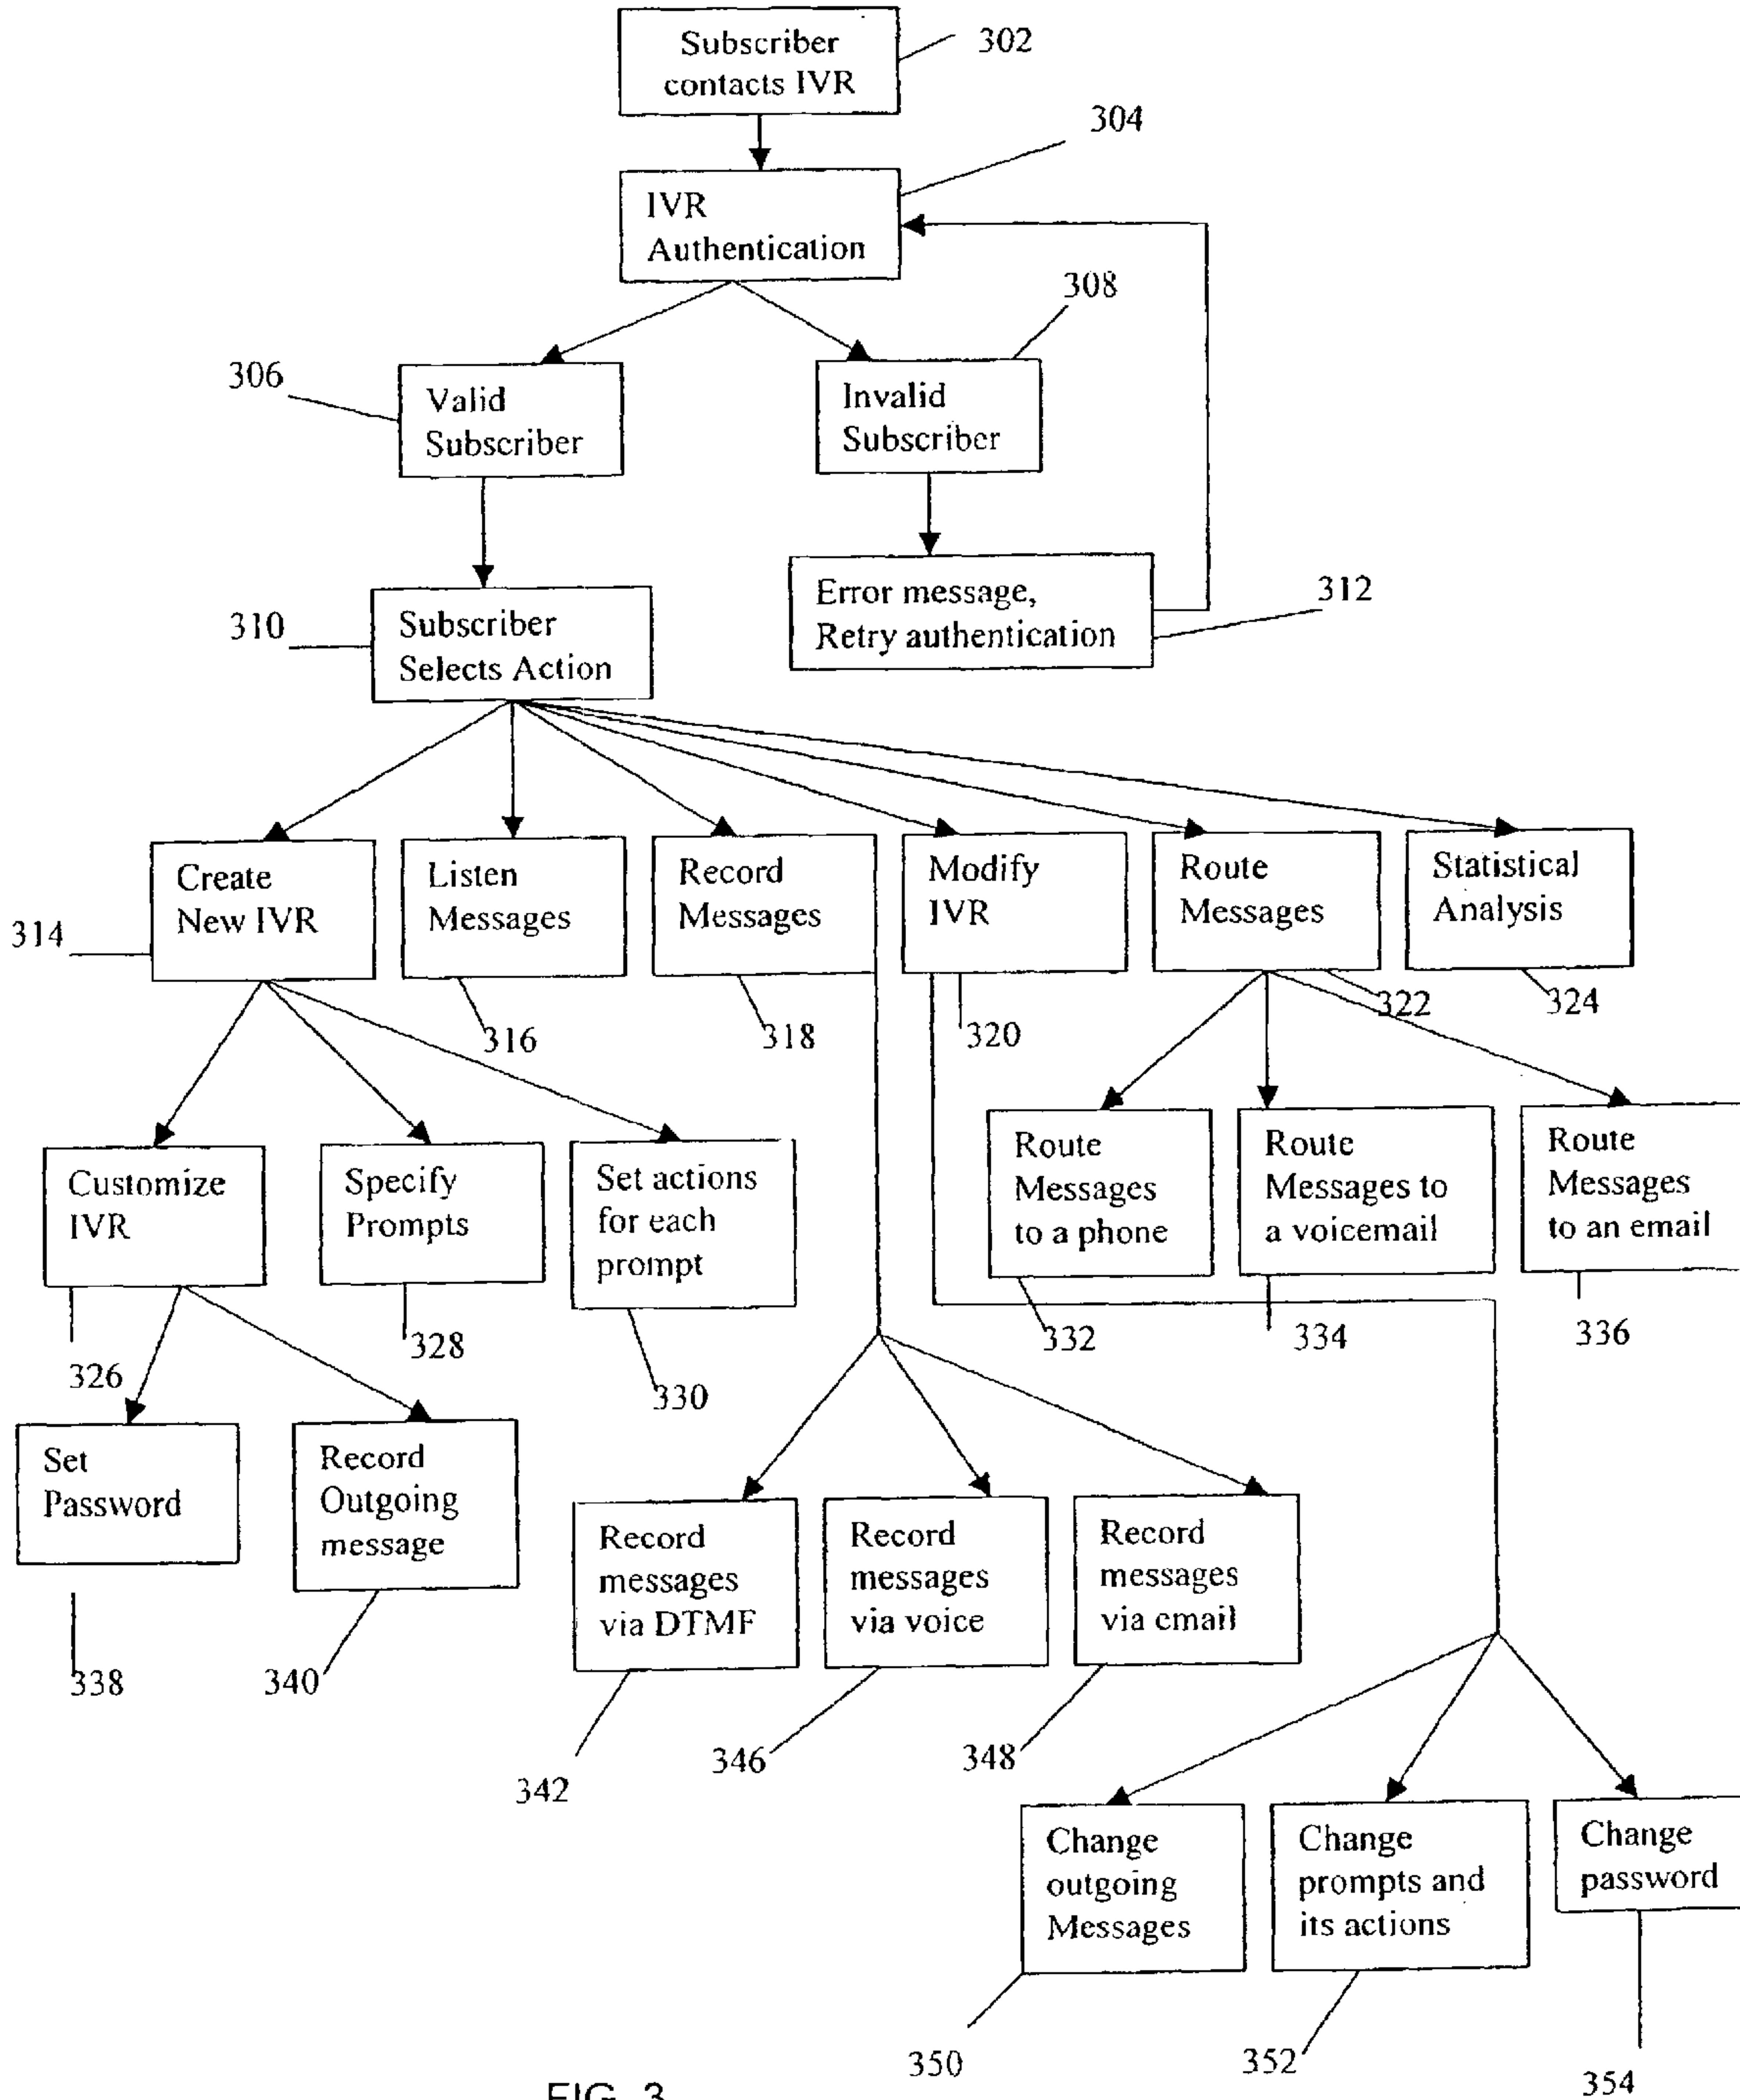 Subscriber
contacts IVR
302
304
IVR
Authentication
308
306
Valid
Subscriber
Invalid
Subscriber
310
Subscriber
Selects Action
Error message,
Retry authentication
312
314
Create
New IVR
Listen
Messages
Record
Messages
Modify
IVR
Route
Messages
Statistical
Analysis
316
318
320
322
324
Customize
IVR
Specify
Prompts
Set actions
for each
prompt
Route
Messages
to a phone
Route
Messages to
a voicemail
Route
Messages
to an email
326
328
330
332
334
336
Set
Password
Record
Outgoing
message
Record
messages
via DTMF
Record
messages
via voice
Record
messages
via email
338
340
342
346
348
Change
outgoing
Messages
Change
prompts and
its actions
Change
password
350
352
354
FIG. 3